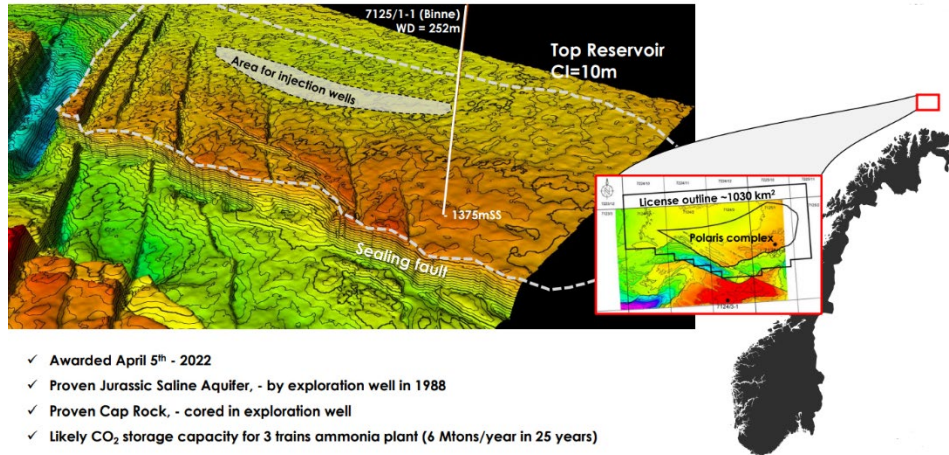 7125/1-1 (Binne)
WD = 252m
Top Reservoir
CI=10m
Area for injection wells
1375mSS
Sealing fault
License outline ~1030 km²
Polaris complex
7124/3-1
✓ Awarded April 5th - 2022
✓ Proven Jurassic Saline Aquifer, - by exploration well in 1988
✓ Proven Cap Rock, - cored in exploration well
✓ Likely CO₂ storage capacity for 3 trains ammonia plant (6 Mtons/year in 25 years)